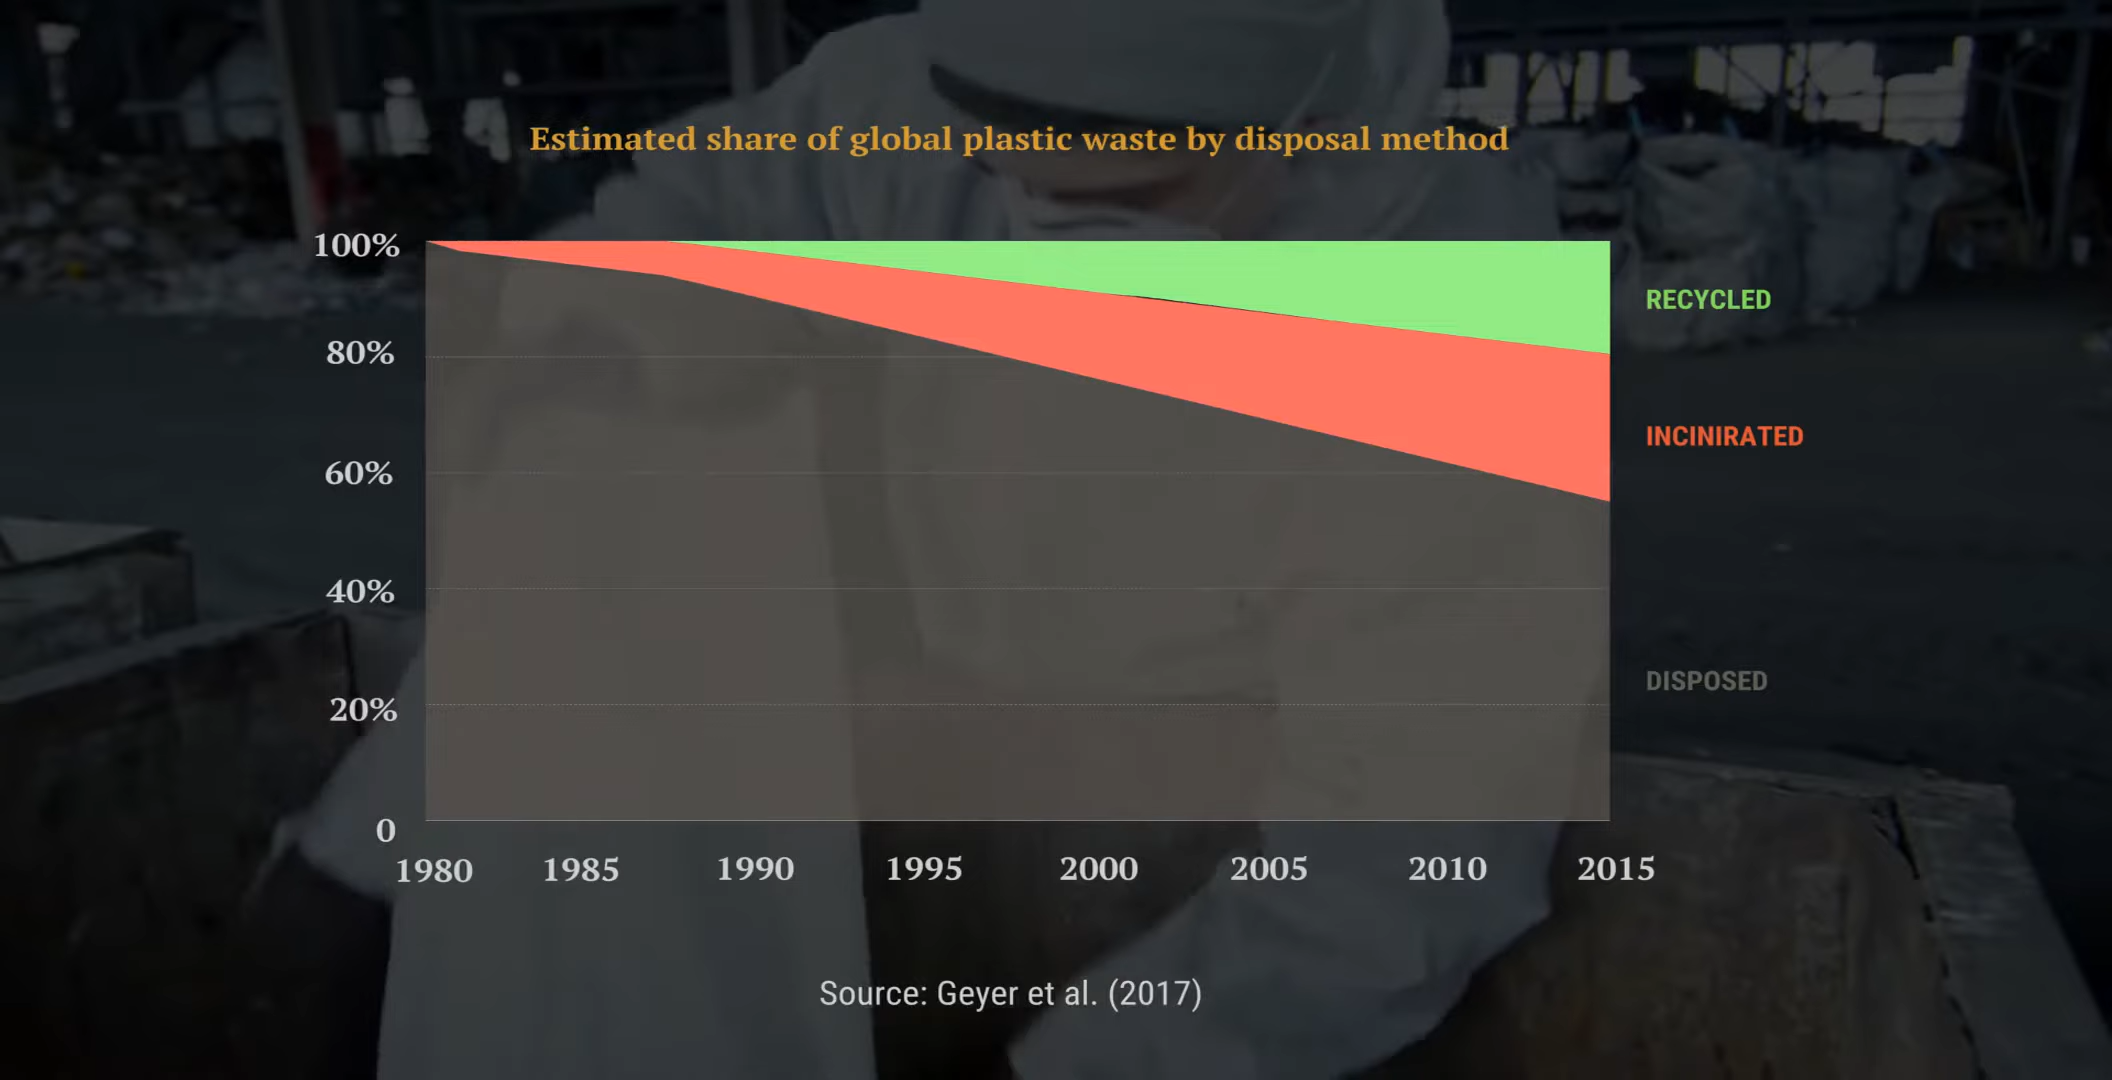 Estimated share of global plastic waste by disposal method
100%
80%
60%
40%
20%
0
1980 1985 1990 1995 2000 2005 2010 2015
RECYCLED
INCINIRATED
DISPOSED
Source: Geyer et al. (2017)